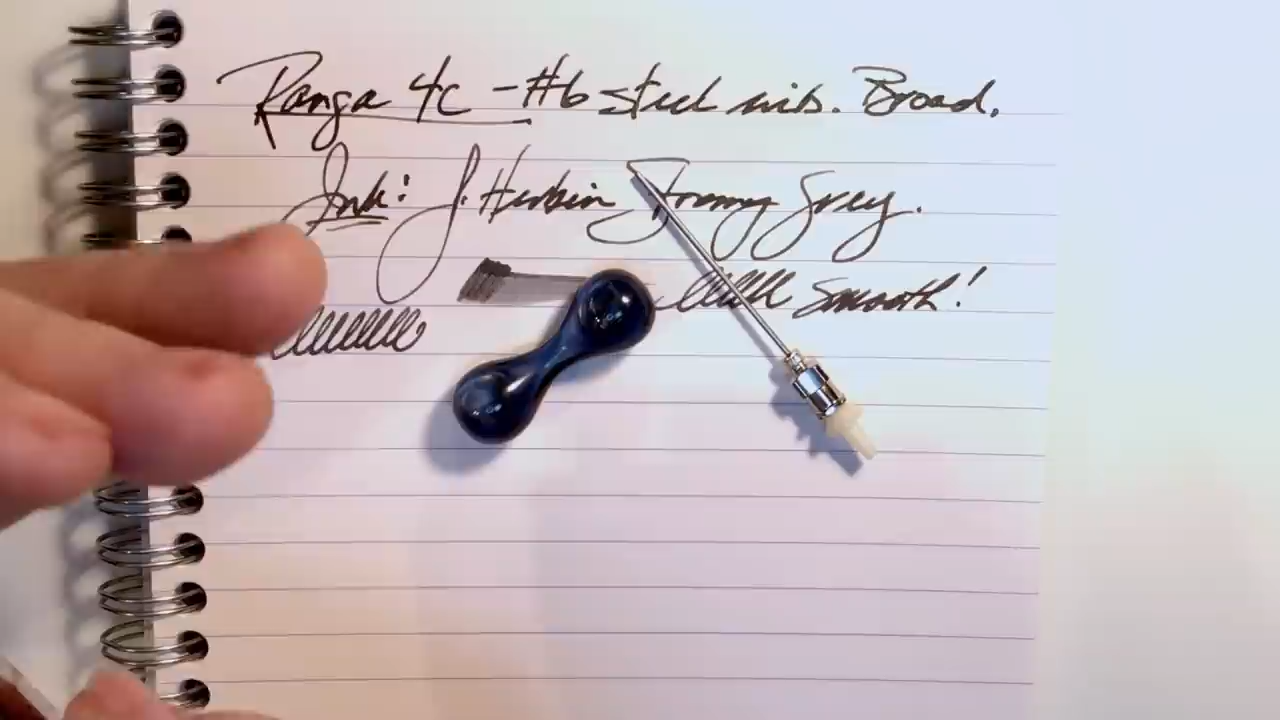 Ranga 4c - #6 steel nib. Broad.
Ink: J. Herbin Stormy Grey.
Smooth!